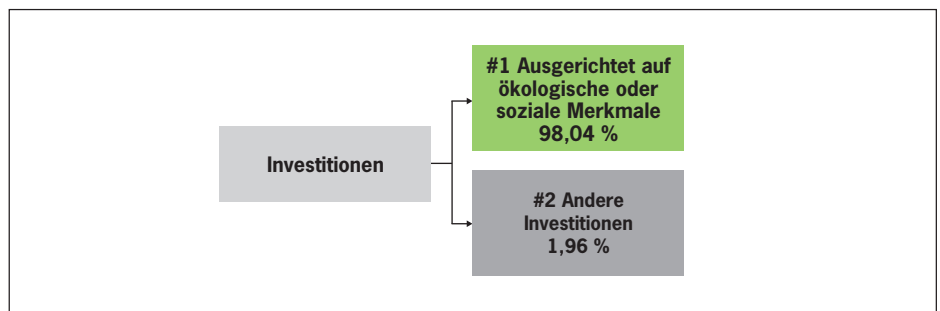 #1 Ausgerichtet auf
ökologische oder
soziale Merkmale
98,04 %
Investitionen
#2 Andere
Investitionen
1,96 %